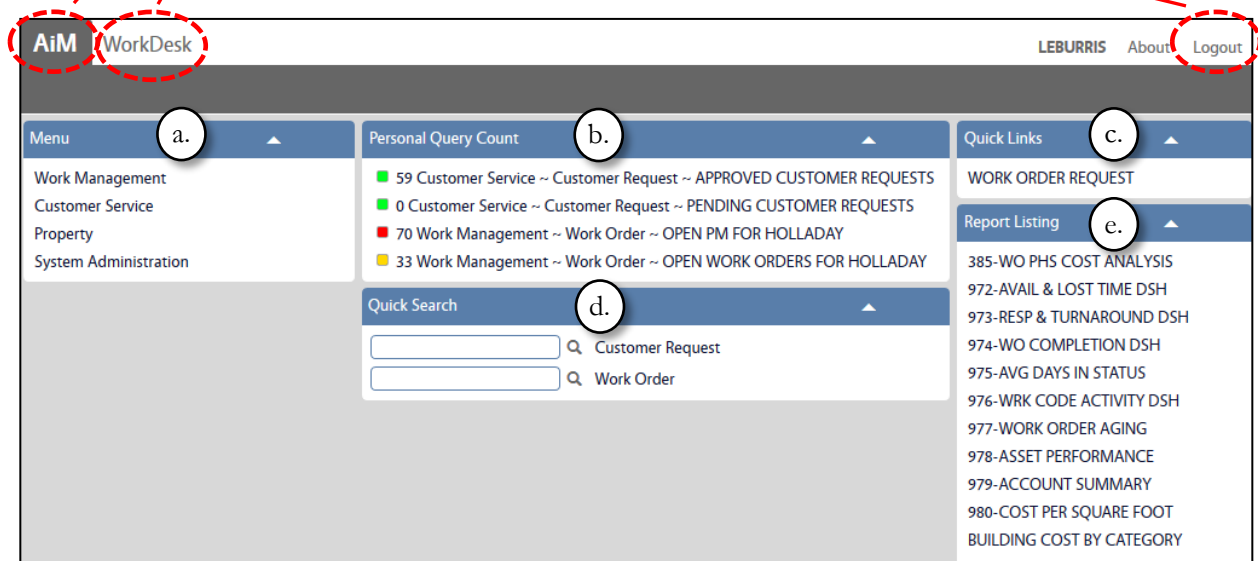 AiM WorkDesk LEBURRIS About Logout
Menu a.
Work Management
Customer Service
Property
System Administration
Personal Query Count b.
59 Customer Service ~ Customer Request ~ APPROVED CUSTOMER REQUESTS
0 Customer Service ~ Customer Request ~ PENDING CUSTOMER REQUESTS
70 Work Management ~ Work Order ~ OPEN PM FOR HOLLADAY
33 Work Management ~ Work Order ~ OPEN WORK ORDERS FOR HOLLADAY
Quick Search d.
Customer Request
Work Order
Quick Links c.
WORK ORDER REQUEST
Report Listing e.
385-WO PHS COST ANALYSIS
972-AVAIL & LOST TIME DSH
973-RESP & TURNAROUND DSH
974-WO COMPLETION DSH
975-AVG DAYS IN STATUS
976-WRK CODE ACTIVITY DSH
977-WORK ORDER AGING
978-ASSET PERFORMANCE
979-ACCOUNT SUMMARY
980-COST PER SQUARE FOOT
BUILDING COST BY CATEGORY